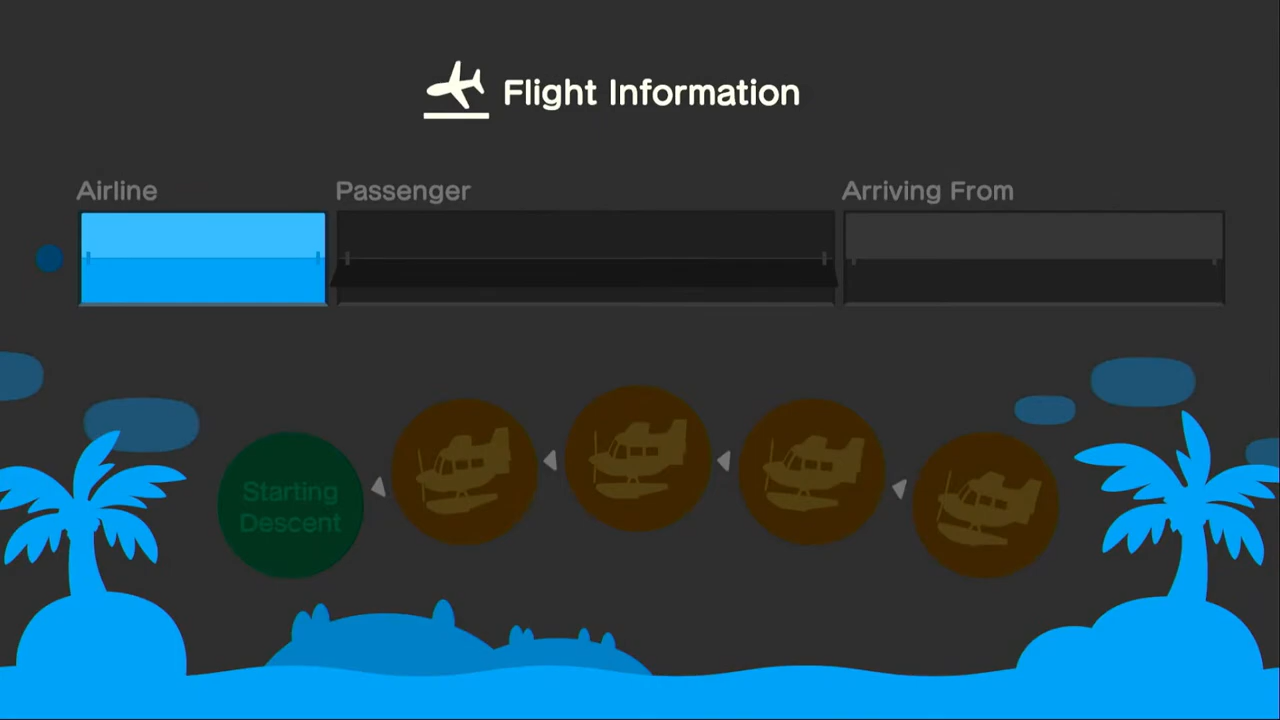 Flight Information
Airline
Passenger
Arriving From
Starting
Descent